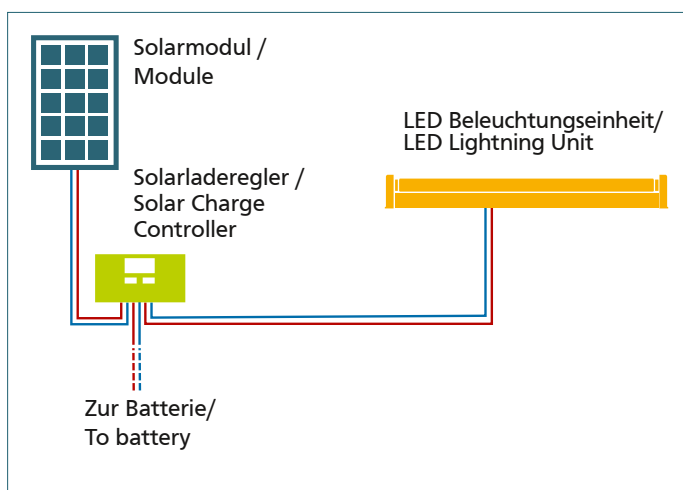 Solarmodul /
Module
LED Beleuchtungseinheit/
LED Lightning Unit
Solarladeregler /
Solar Charge
Controller
Zur Batterie/
To battery